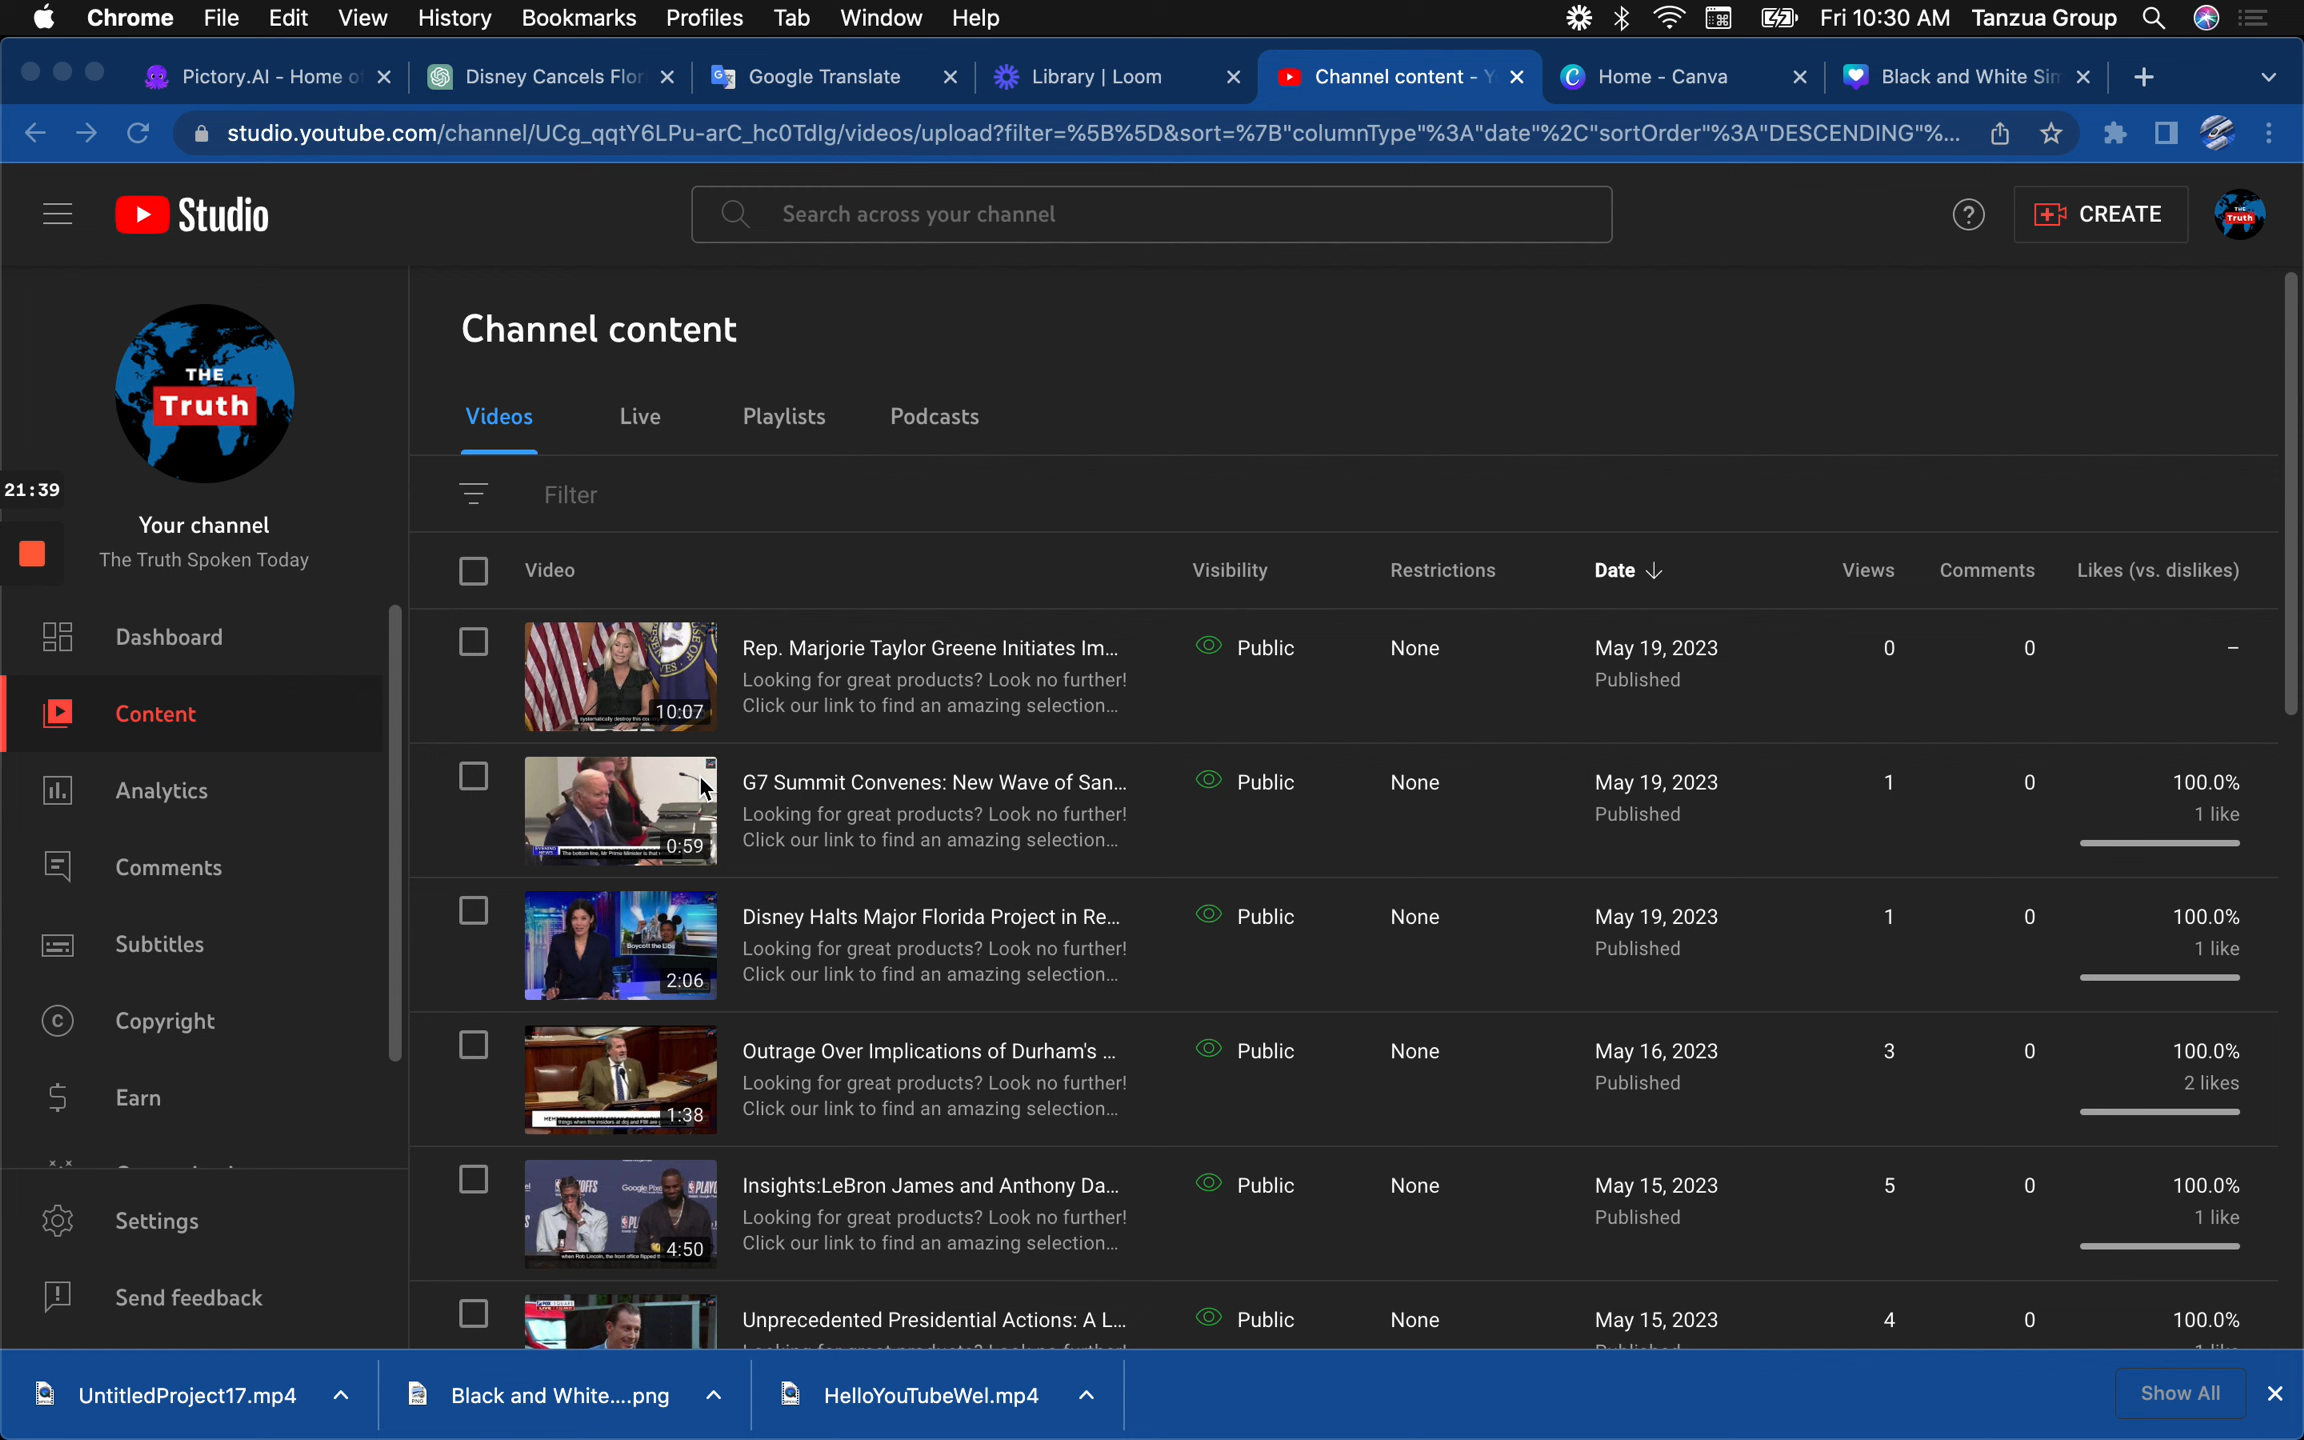 Chrome File Edit View History Bookmarks Profiles Tab Window Help Fri 10:30 AM Tanzua Group
Pictory.AI - Home o Disney Cancels Flor Google Translate Library | Loom Channel content - Y Home - Canva Black and White Sim
studio.youtube.com/channel/UCg_qqtY6LPu-arC_hc0TdIg/videos/upload?filter=%5B%5D&sort=%7B"columnType"%3A"date"%2C"sortOrder"%3A"DESCENDING"%...
Studio
Search across your channel
CREATE
THE
Truth
21:39
Your channel
The Truth Spoken Today
Dashboard
Content
Analytics
Comments
Subtitles
Copyright
Earn
Settings
Send feedback
Channel content
Videos Live Playlists Podcasts
Filter
Video Visibility Restrictions Date Views Comments Likes (vs. dislikes)
Rep. Marjorie Taylor Greene Initiates Im... Public None May 19, 2023 0 0 –
Looking for great products? Look no further! Published
Click our link to find an amazing selection...
10:07
G7 Summit Convenes: New Wave of San... Public None May 19, 2023 1 0 100.0%
Looking for great products? Look no further! Published 1 like
Click our link to find an amazing selection...
0:59
Disney Halts Major Florida Project in Re... Public None May 19, 2023 1 0 100.0%
Looking for great products? Look no further! Published 1 like
Click our link to find an amazing selection...
2:06
Outrage Over Implications of Durham's ... Public None May 16, 2023 3 0 100.0%
Looking for great products? Look no further! Published 2 likes
Click our link to find an amazing selection...
1:38
Insights:LeBron James and Anthony Da... Public None May 15, 2023 5 0 100.0%
Looking for great products? Look no further! Published 1 like
Click our link to find an amazing selection...
4:50
Unprecedented Presidential Actions: A L... Public None May 15, 2023 4 0 100.0%
UntitledProject17.mp4 Black and White....png HelloYouTubeWel.mp4 Show All